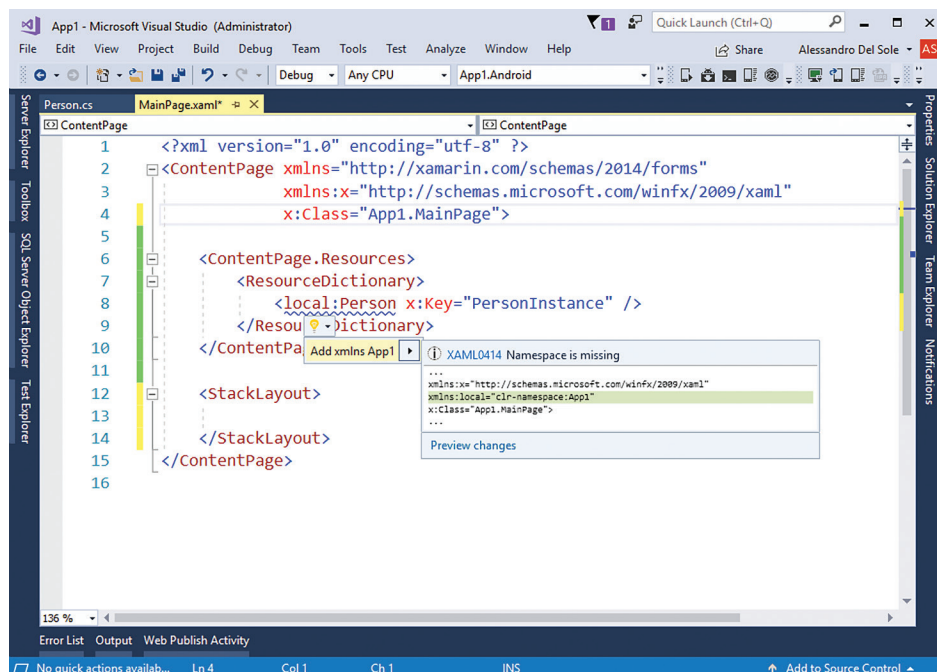 App1 - Microsoft Visual Studio (Administrator)
1
Quick Launch (Ctrl+Q)
File Edit View Project Build Debug Team Tools Test Analyze Window Help
Share
Alessandro Del Sole
AS
Debug
Any CPU
App1.Android
Server Explorer
Toolbox
SQL Server Object Explorer
Test Explorer
Person.cs
MainPage.xaml*
ContentPage
ContentPage
1 <?xml version="1.0" encoding="utf-8" ?>
2 <ContentPage xmlns="http://xamarin.com/schemas/2014/forms"
3 xmlns:x="http://schemas.microsoft.com/winfx/2009/xaml"
4 x:Class="App1.MainPage">
5
6 <ContentPage.Resources>
7 <ResourceDictionary>
8 <local:Person x:Key="PersonInstance" />
9 </Resou Dictionary>
10 </ContentPa
11
12 <StackLayout>
13
14 </StackLayout>
15 </ContentPage>
16
Add xmlns App1
XAML0414 Namespace is missing
...
xmlns:x="http://schemas.microsoft.com/winfx/2009/xaml"
xmlns:local="clr-namespace:App1"
x:Class="App1.MainPage">
...
Preview changes
Properties
Solution Explorer
Team Explorer
Notifications
136 %
Error List Output Web Publish Activity
No quick actions availab... Ln 4 Col 1 Ch 1 INS Add to Source Control